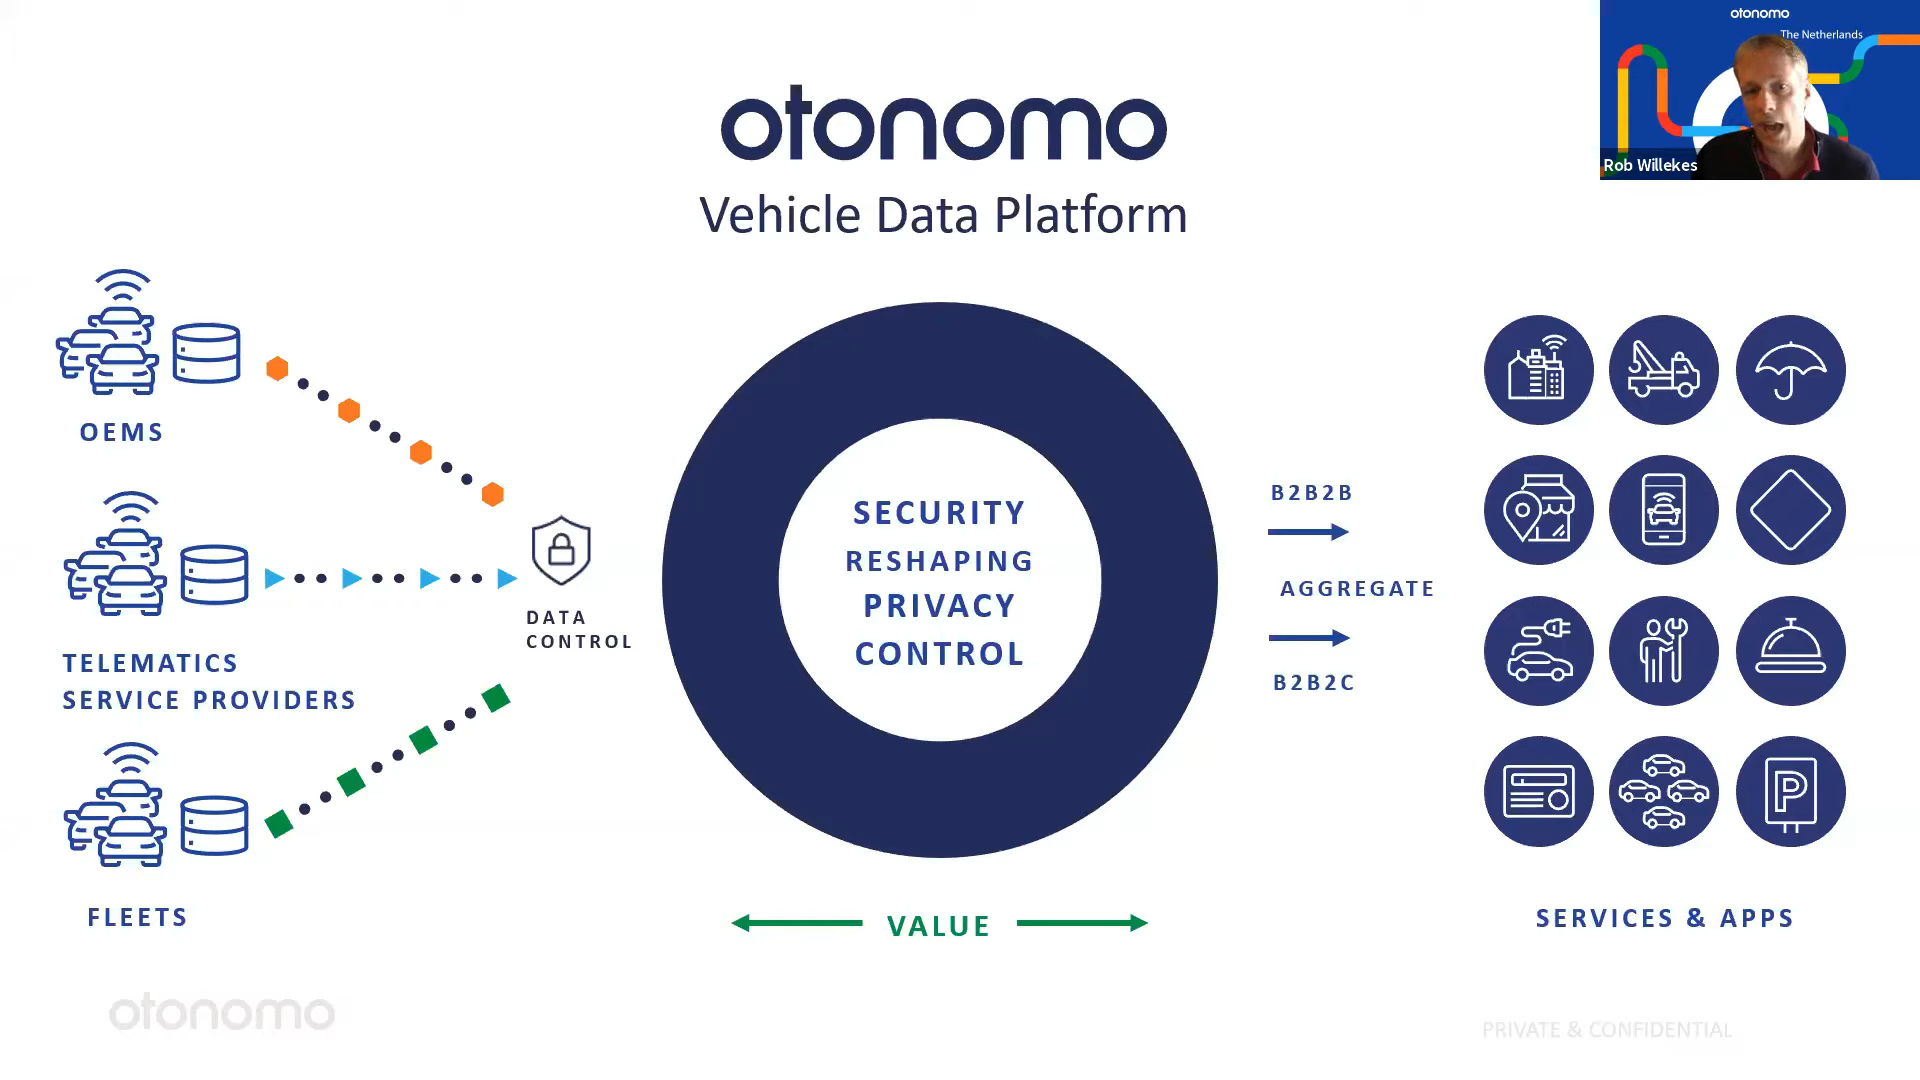 otonomo
The Netherlands
Rob Willekes
otonomo
Vehicle Data Platform
OEMS
TELEMATICS
SERVICE PROVIDERS
FLEETS
DATA
CONTROL
SECURITY
RESHAPING
PRIVACY
CONTROL
VALUE
B2B2B
AGGREGATE
B2B2C
P
SERVICES & APPS
otonomo
PRIVATE & CONFIDENTIAL